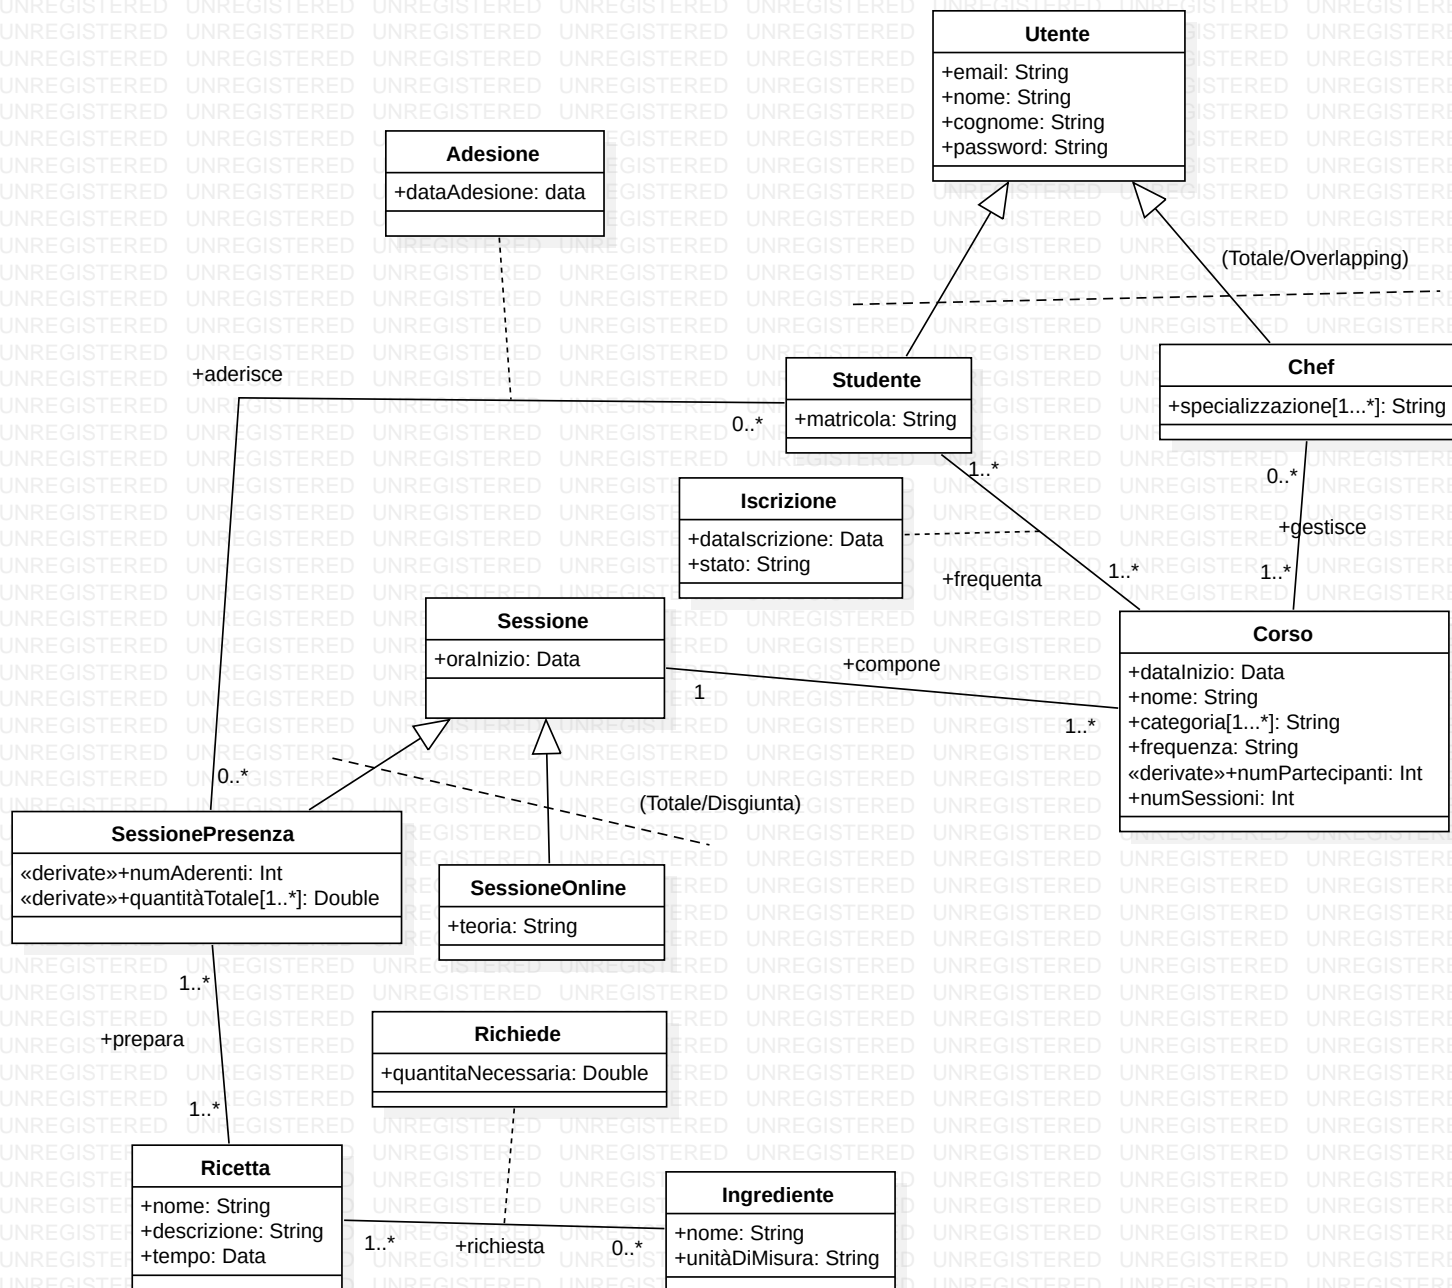 Utente
+email: String
+nome: String
+cognome: String
+password: String
Adesione
+dataAdesione: data
(Totale/Overlapping)
+aderisce
0..*
Studente
+matricola: String
Chef
+specializzazione[1...*]: String
1..*
0..*
+gestisce
1..*
Iscrizione
+dataIscrizione: Data
+stato: String
+frequenta
1..*
Sessione
+oraInizio: Data
+compone
1
1..*
Corso
+dataInizio: Data
+nome: String
+categoria[1...*]: String
+frequenza: String
«derivate»+numPartecipanti: Int
+numSessioni: Int
0..*
(Totale/Disgiunta)
SessionePresenza
«derivate»+numAderenti: Int
«derivate»+quantitàTotale[1..*]: Double
SessioneOnline
+teoria: String
1..*
+prepara
1..*
Richiede
+quantitaNecessaria: Double
Ricetta
+nome: String
+descrizione: String
+tempo: Data
1..*
+richiesta
0..*
Ingrediente
+nome: String
+unitàDiMisura: String
UNREGISTERED